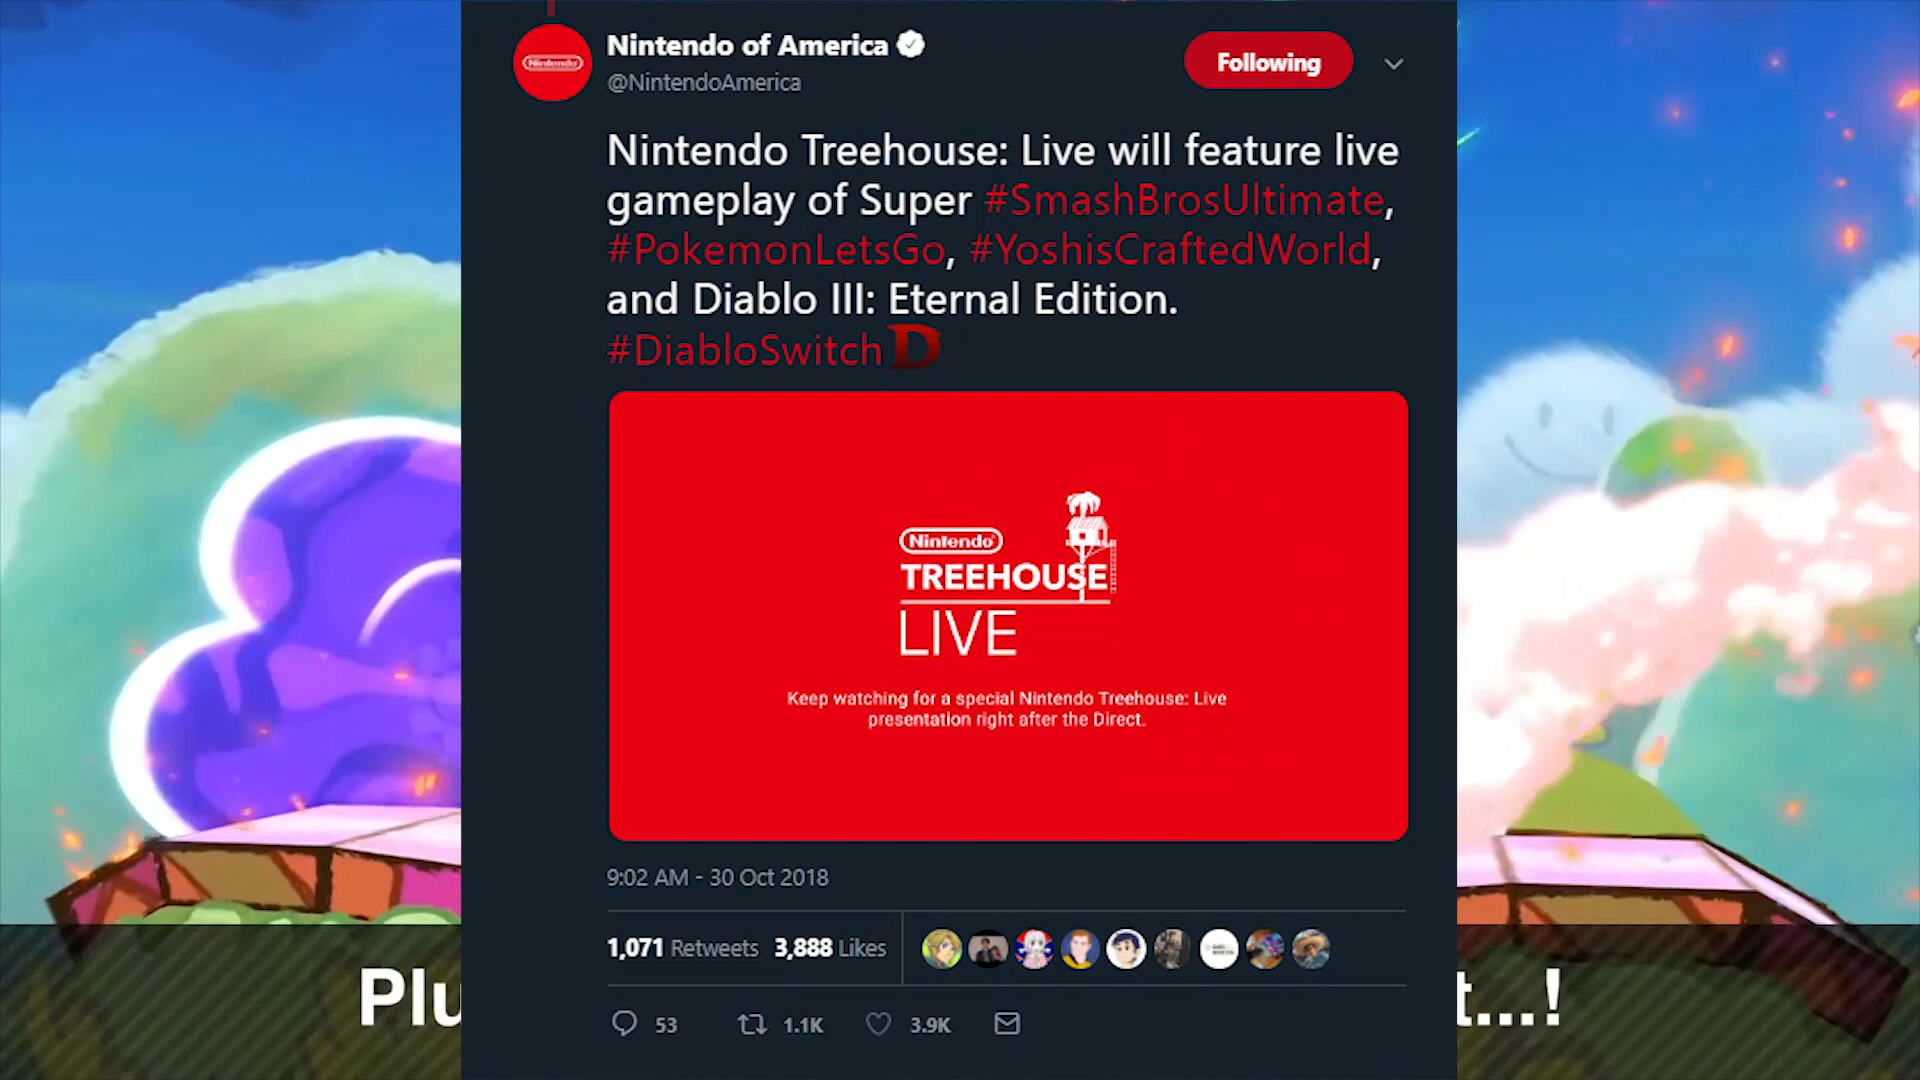 Nintendo of America
@NintendoAmerica
Following
Nintendo Treehouse: Live will feature live
gameplay of Super #SmashBrosUltimate,
#PokemonLetsGo, #YoshisCraftedWorld,
and Diablo III: Eternal Edition.
#DiabloSwitch D
Nintendo
TREEHOUSE
LIVE
Keep watching for a special Nintendo Treehouse: Live
presentation right after the Direct.
9:02 AM - 30 Oct 2018
1,071 Retweets 3,888 Likes
53 1.1K 3.9K
Plu
t...!